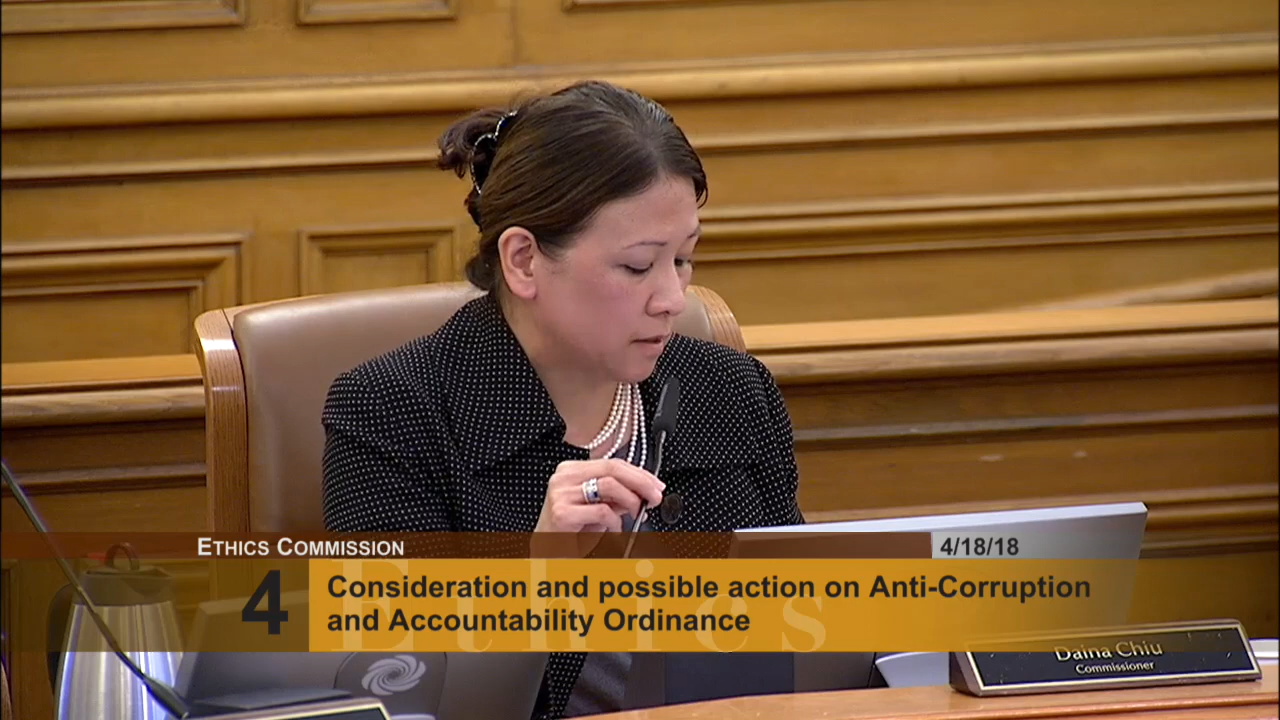 Ethics Commission
4/18/18
4
Consideration and possible action on Anti-Corruption
and Accountability Ordinance
Ethics
Daina Chiu
Commissioner